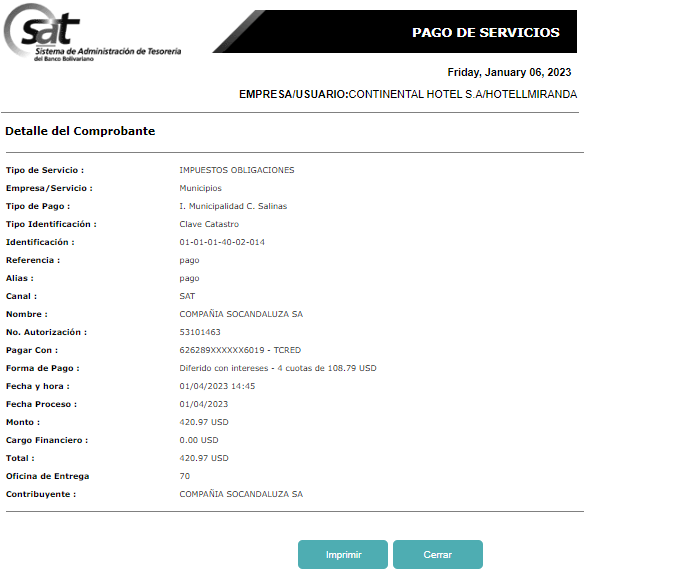 sat
Sistema de Administración de Tesorería
del Banco Bolivariano
PAGO DE SERVICIOS
Friday, January 06, 2023
EMPRESA/USUARIO:CONTINENTAL HOTEL S.A/HOTELLMIRANDA
Detalle del Comprobante
Tipo de Servicio : IMPUESTOS OBLIGACIONES
Empresa/Servicio : Municipios
Tipo de Pago : I. Municipalidad C. Salinas
Tipo Identificación : Clave Catastro
Identificación : 01-01-01-40-02-014
Referencia : pago
Alias : pago
Canal : SAT
Nombre : COMPAÑIA SOCANDALUZA SA
No. Autorización : 53101463
Pagar Con : 626289XXXXXX6019 - TCRED
Forma de Pago : Diferido con intereses - 4 cuotas de 108.79 USD
Fecha y hora : 01/04/2023 14:45
Fecha Proceso : 01/04/2023
Monto : 420.97 USD
Cargo Financiero : 0.00 USD
Total : 420.97 USD
Oficina de Entrega 70
Contribuyente : COMPAÑIA SOCANDALUZA SA
Imprimir Cerrar